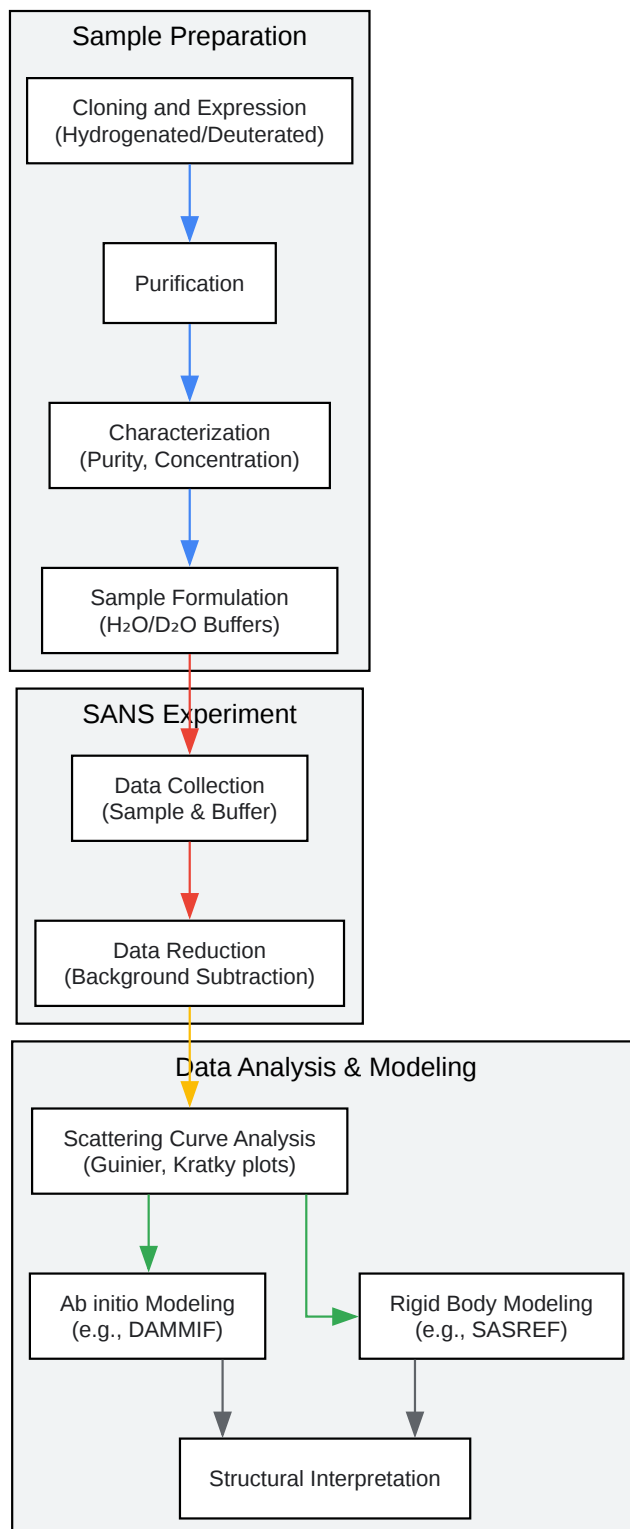 Sample Preparation
Cloning and Expression
(Hydrogenated/Deuterated)
Purification
Characterization
(Purity, Concentration)
Sample Formulation
(H₂O/D₂O Buffers)
SANS Experiment
Data Collection
(Sample & Buffer)
Data Reduction
(Background Subtraction)
Data Analysis & Modeling
Scattering Curve Analysis
(Guinier, Kratky plots)
Ab initio Modeling
(e.g., DAMMIF)
Rigid Body Modeling
(e.g., SASREF)
Structural Interpretation